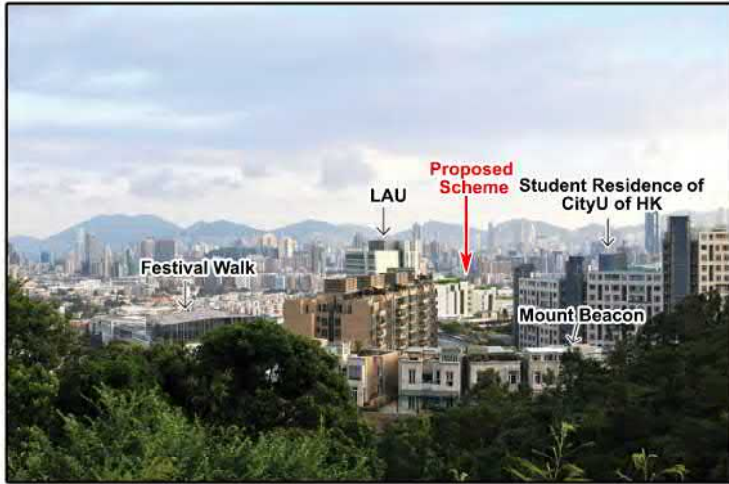 Proposed
Scheme
LAU
Student Residence of
CityU of HK
Festival Walk
Mount Beacon